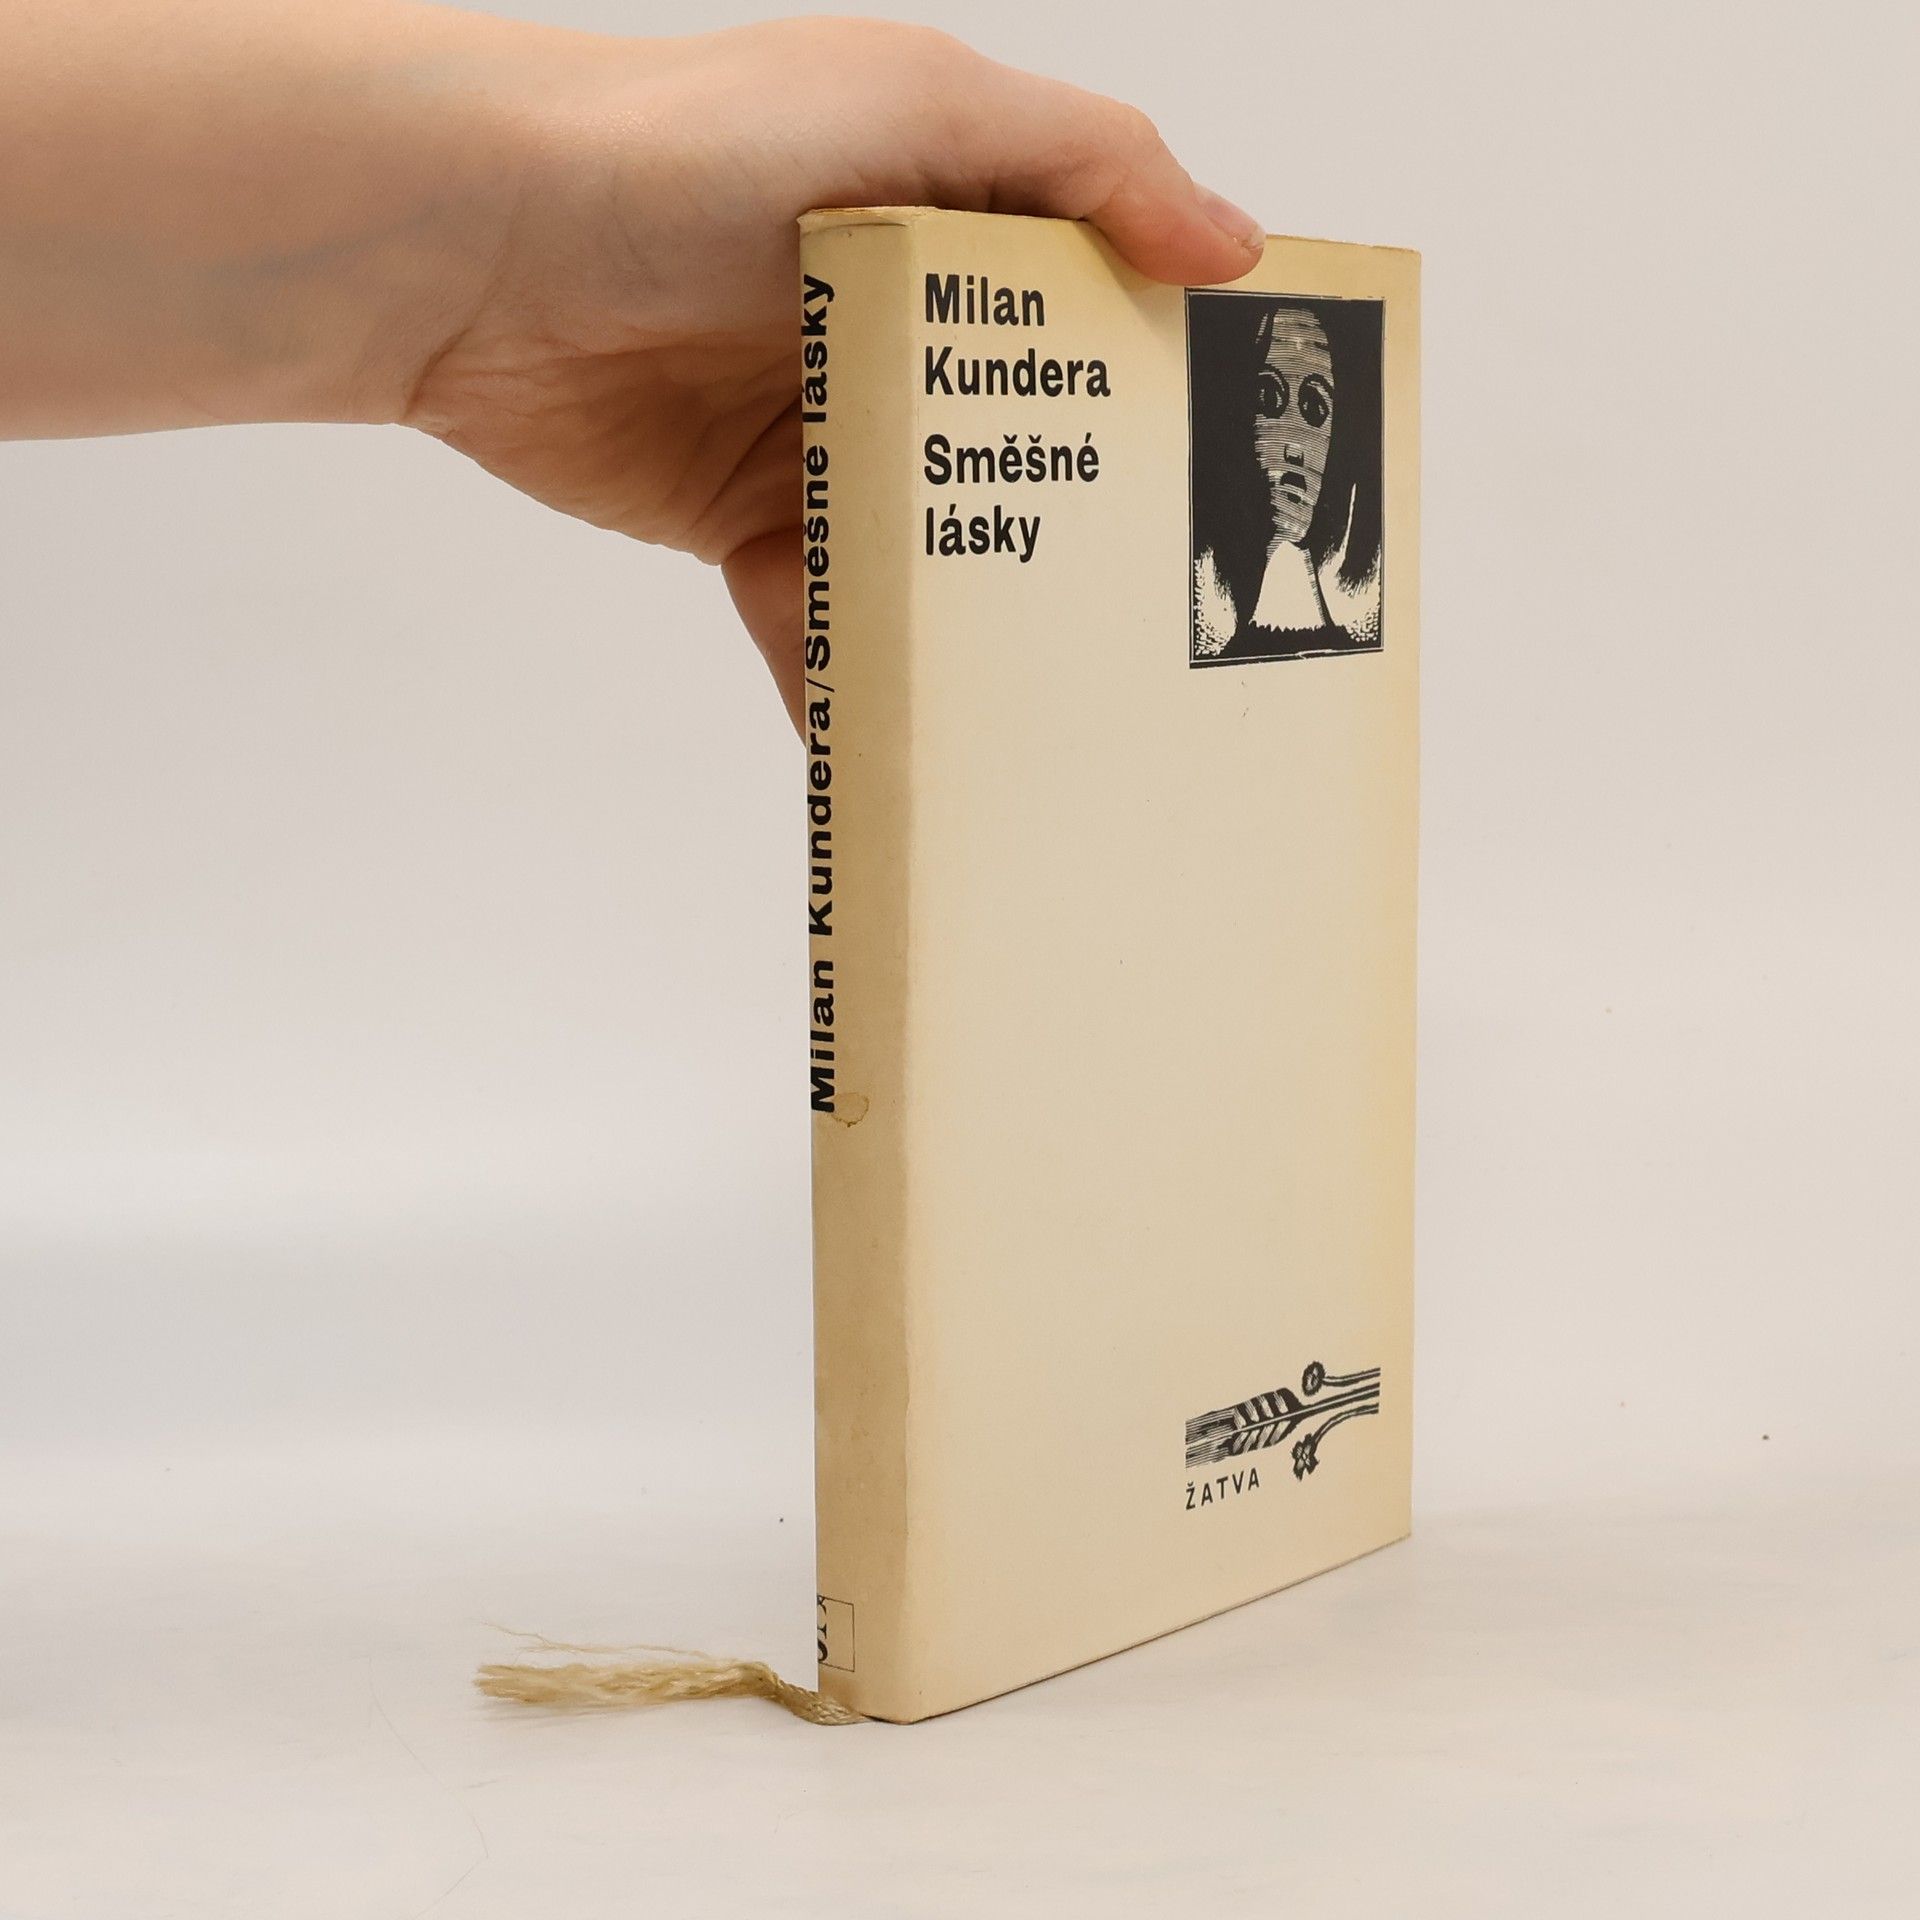 Milan Kundera/Směšné lásky
Milan
Kundera
Směšné
lásky
ŽATVA